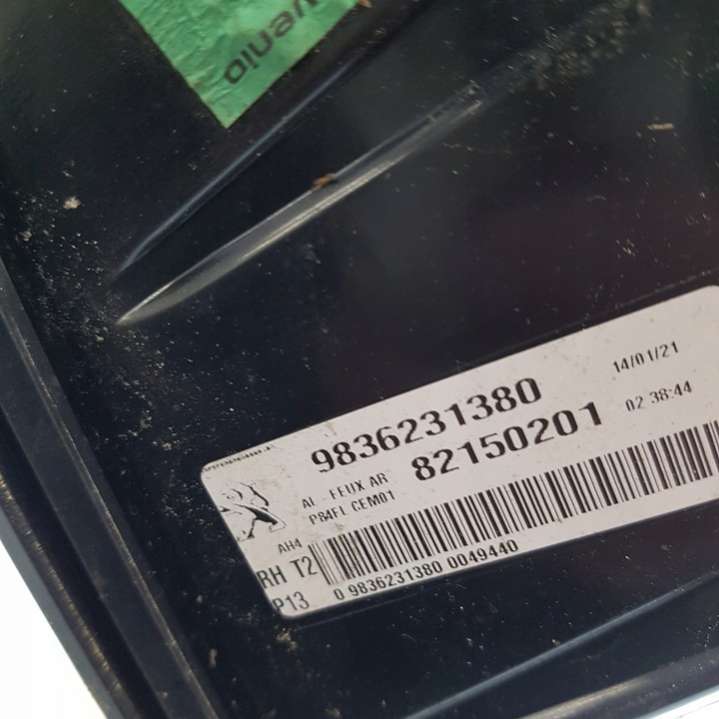 venio
14/01/21
9836231380
02:38:44
82150201
AL - FEUX AR
P84FL CEM01
AH4
RH T2
P13
0 9836231380 0049440